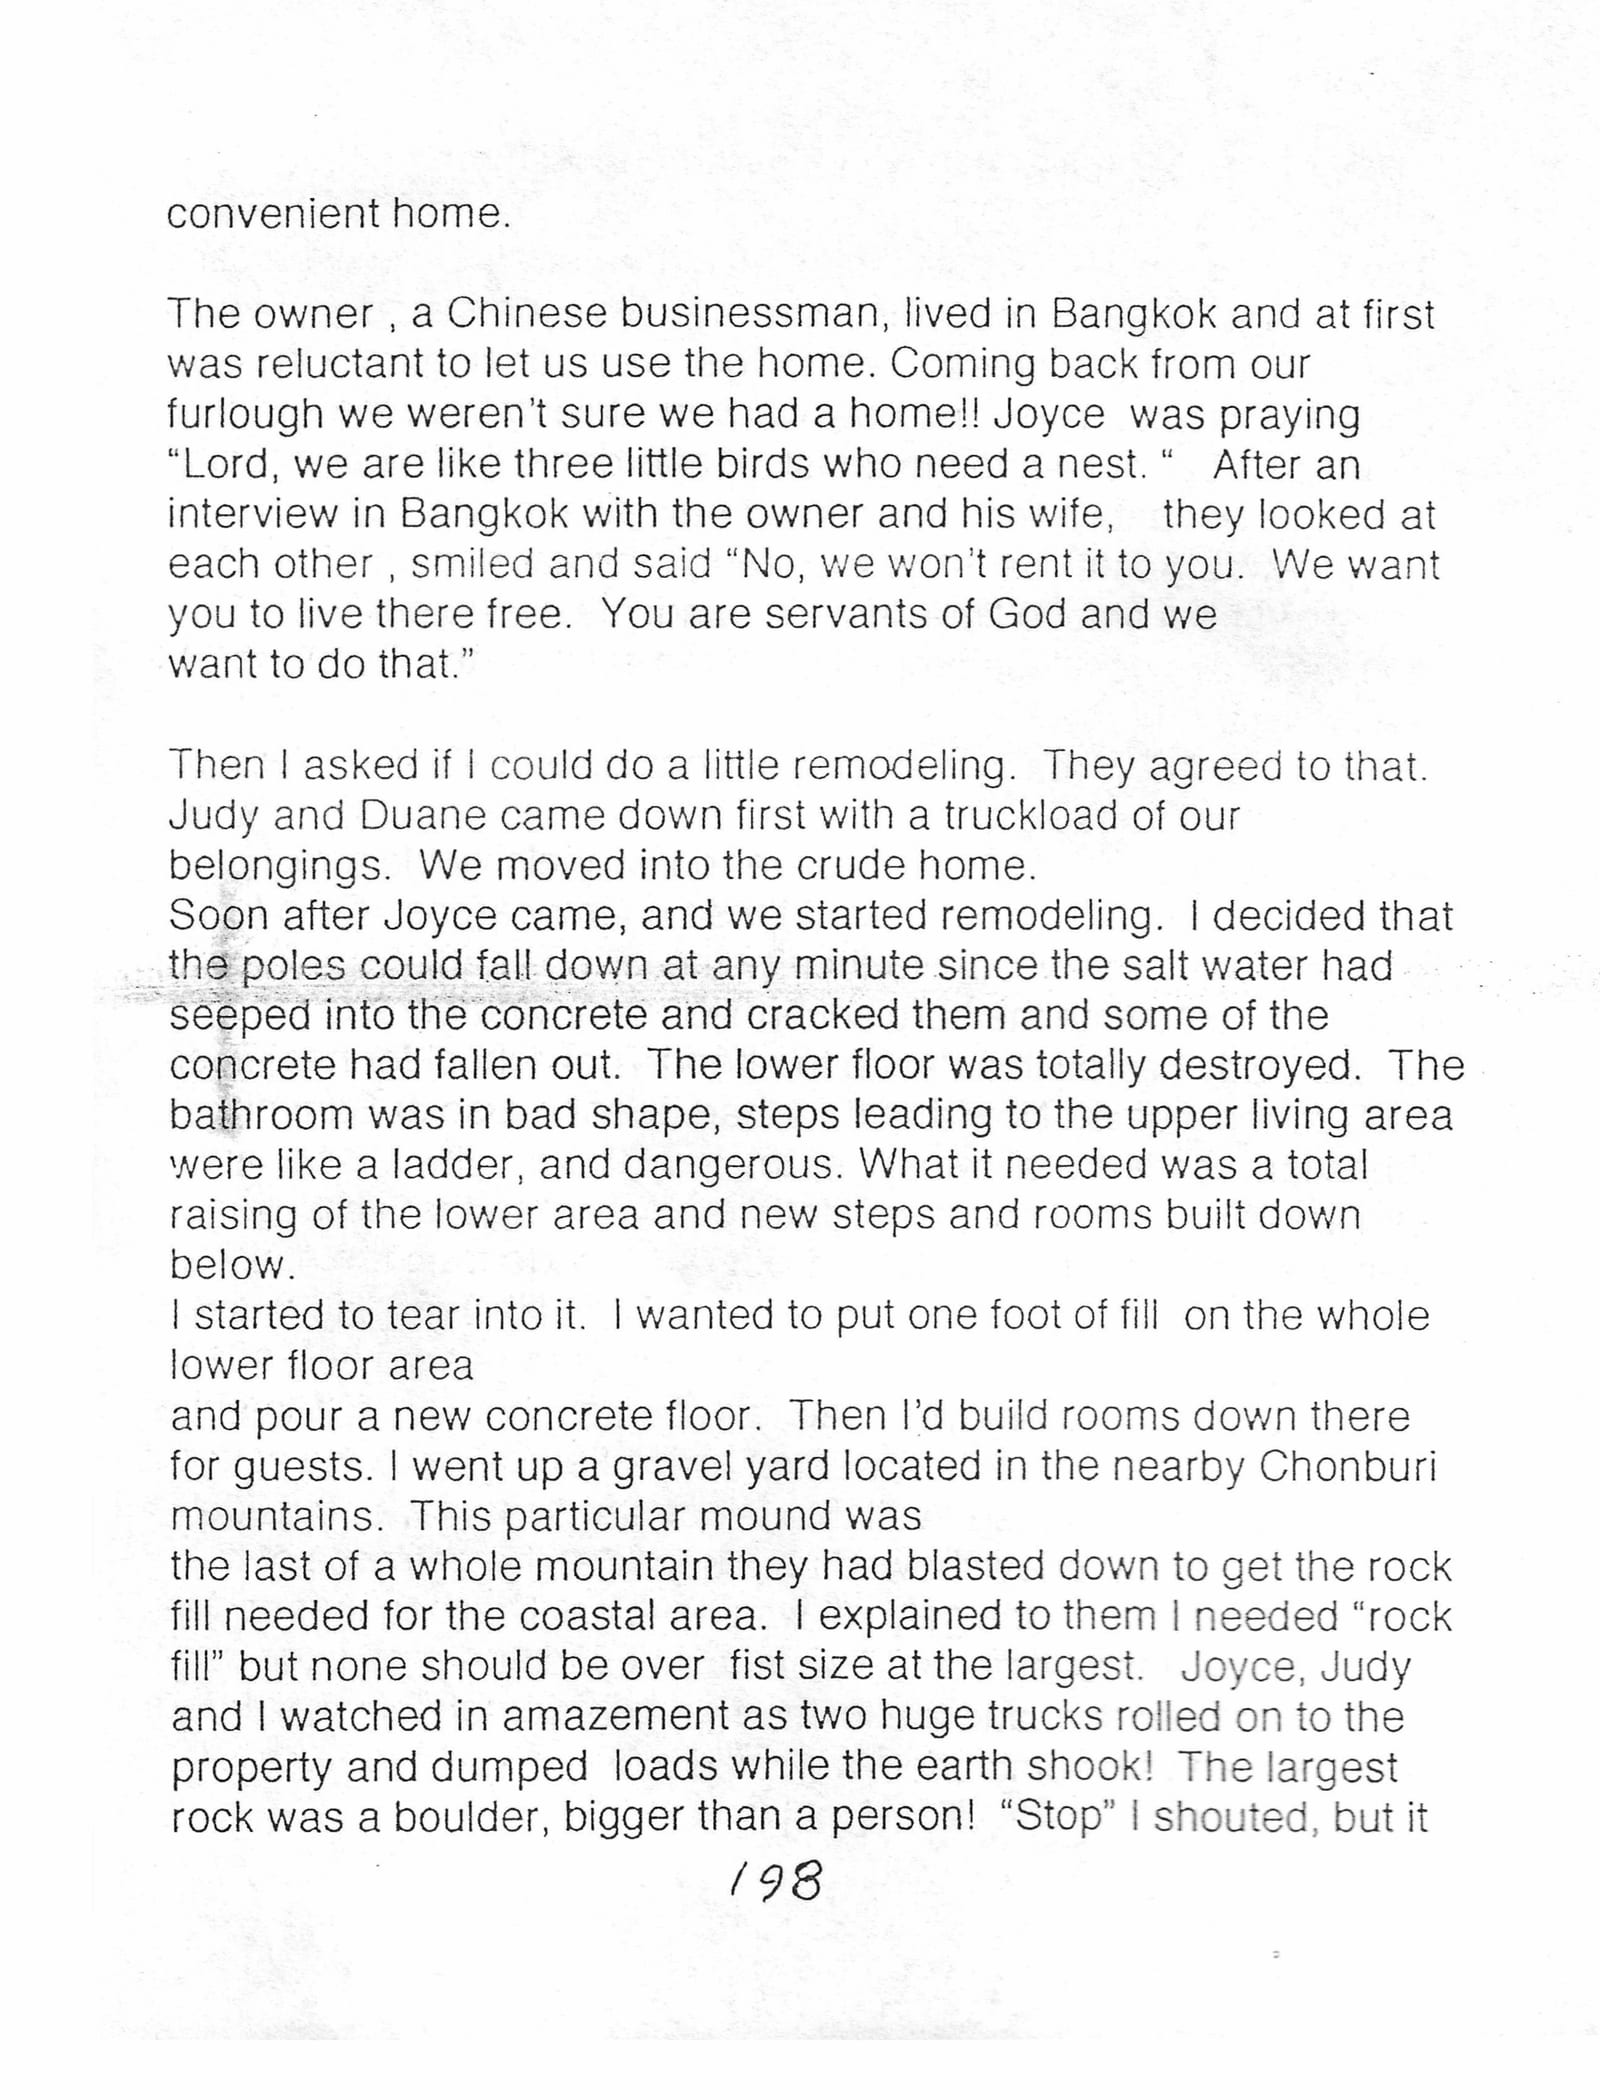 convenient home.
The owner , a Chinese businessman, lived in Bangkok and at first
was reluctant to let us use the home. Coming back from our
furlough we weren't sure we had a home!! Joyce  was praying
“Lord, we are like three little birds who need a nest. “   After an
interview in Bangkok with the owner and his wife,   they looked at
each other , smiled and said “No, we won't rent it to you.  We want
you to live there free.  You are servants of God and we
want to do that.”
Then I asked if I could do a little remodeling.  They agreed to that.
Judy and Duane came down first with a truckload of our
belongings.  We moved into the crude home.
Soon after Joyce came, and we started remodeling.  I decided that
the poles could fall down at any minute since the salt water had
seeped into the concrete and cracked them and some of the
concrete had fallen out.  The lower floor was totally destroyed.  The
bathroom was in bad shape, steps leading to the upper living area
were like a ladder, and dangerous. What it needed was a total
raising of the lower area and new steps and rooms built down
below.
I started to tear into it.  I wanted to put one foot of fill  on the whole
lower floor area
and pour a new concrete floor.  Then I'd build rooms down there
for guests. I went up a gravel yard located in the nearby Chonburi
mountains.  This particular mound was
the last of a whole mountain they had blasted down to get the rock
fill needed for the coastal area.  I explained to them I needed “rock
fill” but none should be over  fist size at the largest.   Joyce, Judy
and I watched in amazement as two huge trucks rolled on to the
property and dumped  loads while the earth shook!  The largest
rock was a boulder, bigger than a person!  “Stop” I shouted, but it
198